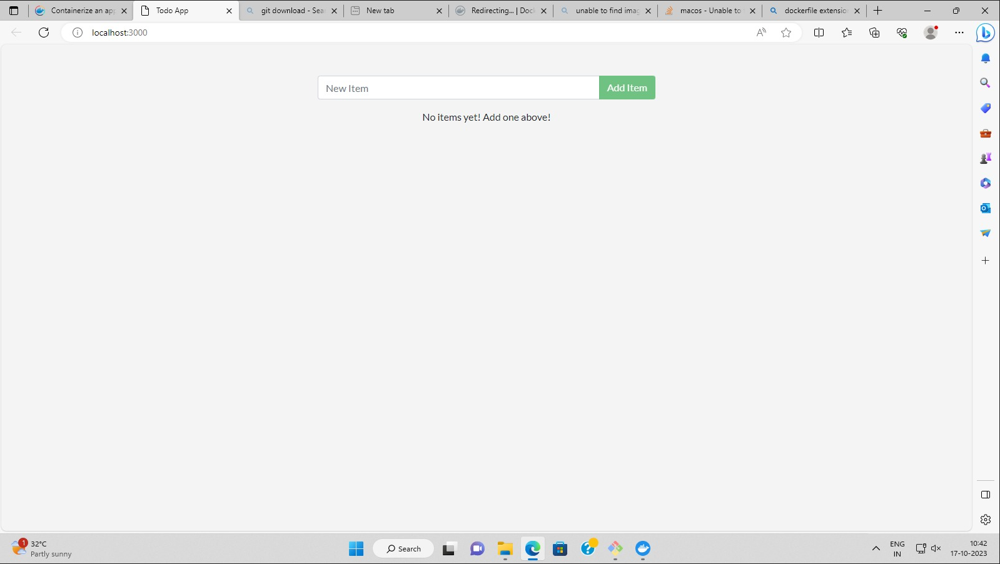 Containerize an app
Todo App
git download - Sea
New tab
Redirecting... | Doc
unable to find imag
macos - Unable to
dockerfile extensio
localhost:3000
New Item
Add Item
No items yet! Add one above!
1
32°C
Partly sunny
Search
ENG
IN
10:42
17-10-2023